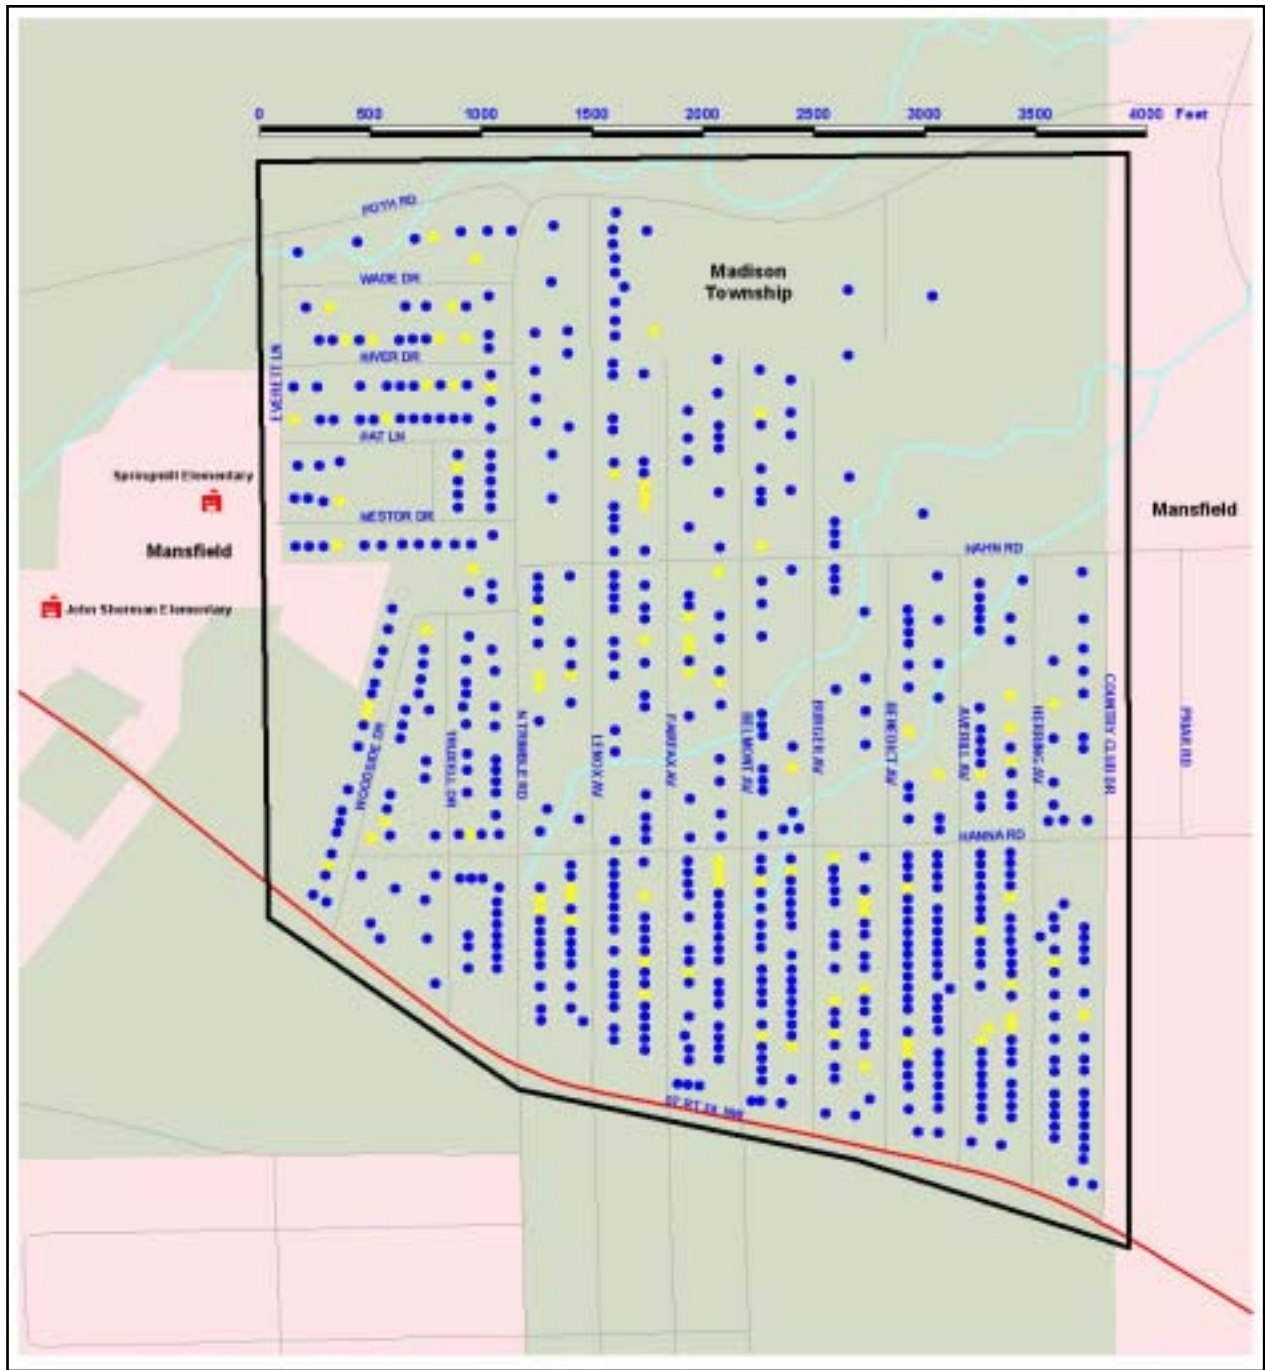 0 500 1000 1500 2000 2500 3000 3500 4000 Feet
WADE DR
Madison
Township
RIVER DR
EVERETT LN
PAT LN
Springmill Elementary
NESTOR DR
Mansfield
Mansfield
HAHN RD
John Sherman Elementary
WOODSIDE DR
N TRIMBLE RD
LENOX AV
FAIRFAX AV
BELMONT AV
BURGER AV
BENEDICT AV
AVERILL AV
HERRING AV
COUNTRY CLUB DR
HANNA RD